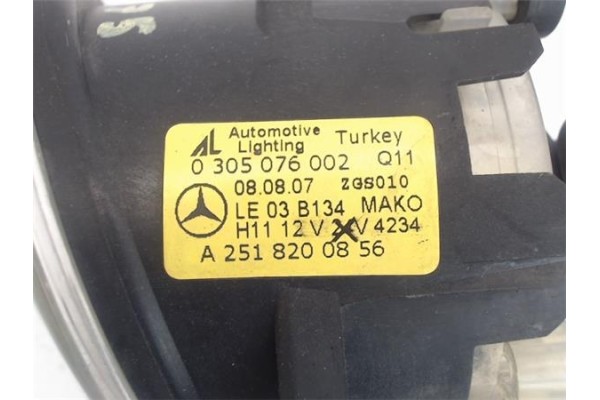 AL Automotive Lighting Turkey
0 305 076 002 Q11
08.08.07 ZGS010
LE 03 B134 MAKO
H11 12 V V 4234
A 251 820 08 56